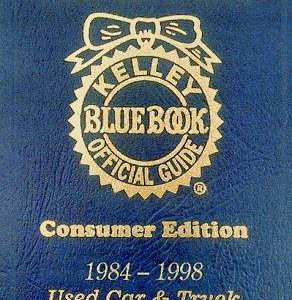 KELLEY
BLUE BOOK
OFFICIAL GUIDE
®
Consumer Edition
1984 – 1998
Used Car & Truck